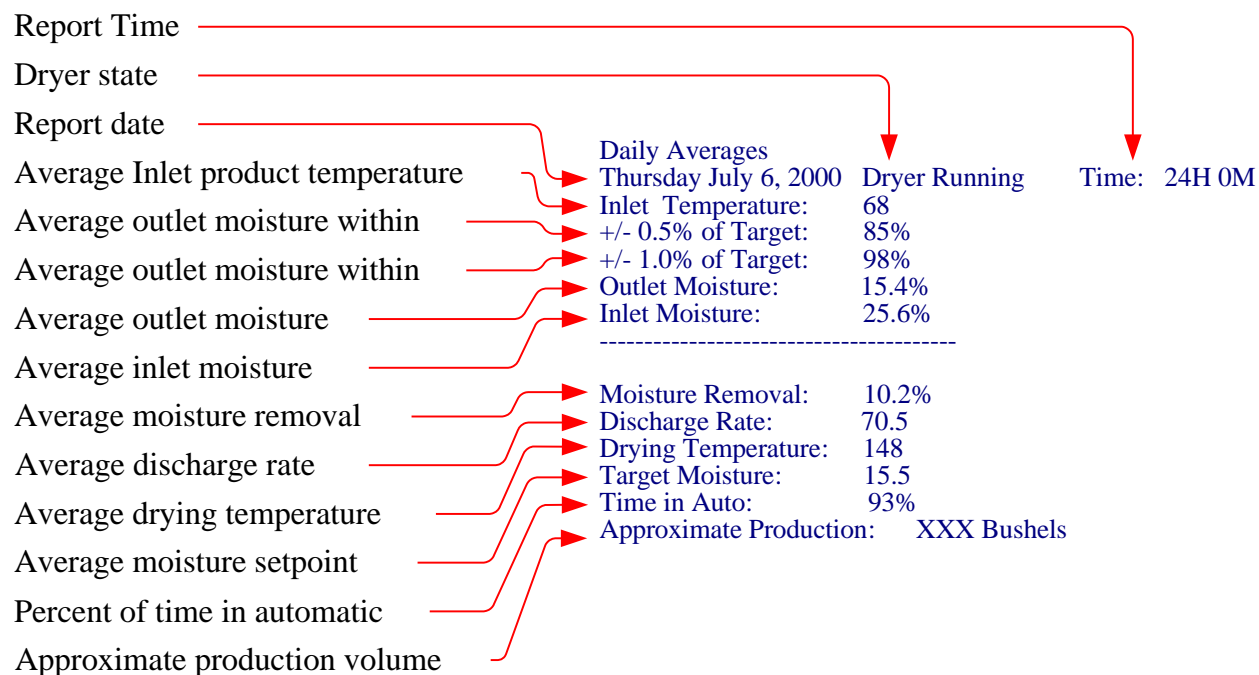 Report Time
Dryer state
Report date
Average Inlet product temperature
Average outlet moisture within
Average outlet moisture within
Average outlet moisture
Average inlet moisture
Average moisture removal
Average discharge rate
Average drying temperature
Average moisture setpoint
Percent of time in automatic
Approximate production volume
Daily Averages
Thursday July 6, 2000 Dryer Running Time: 24H 0M
Inlet Temperature: 68
+/- 0.5% of Target: 85%
+/- 1.0% of Target: 98%
Outlet Moisture: 15.4%
Inlet Moisture: 25.6%
----------------------------------------
Moisture Removal: 10.2%
Discharge Rate: 70.5
Drying Temperature: 148
Target Moisture: 15.5
Time in Auto: 93%
Approximate Production: XXX Bushels